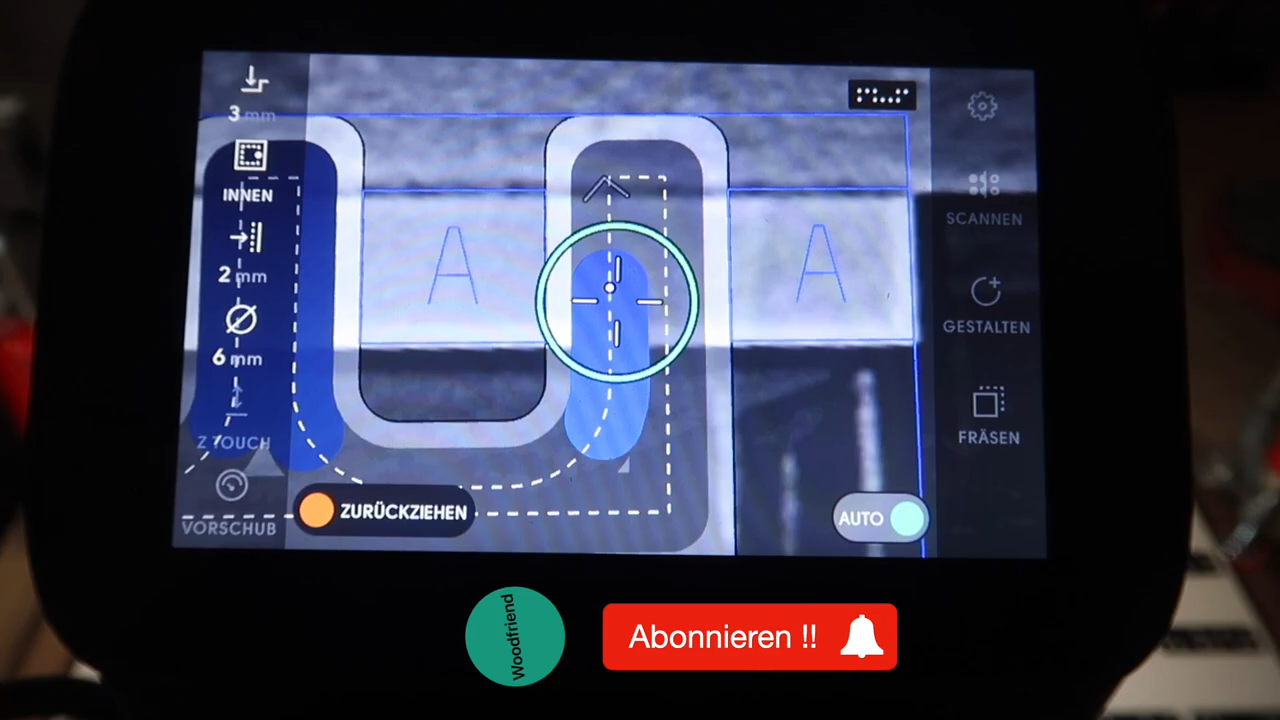 3 mm
INNEN
2 mm
6 mm
Z TOUCH
VORSCHUB
A
A
ZURÜCKZIEHEN
AUTO
SCANNEN
GESTALTEN
FRÄSEN
Woodfriend
Abonnieren !!